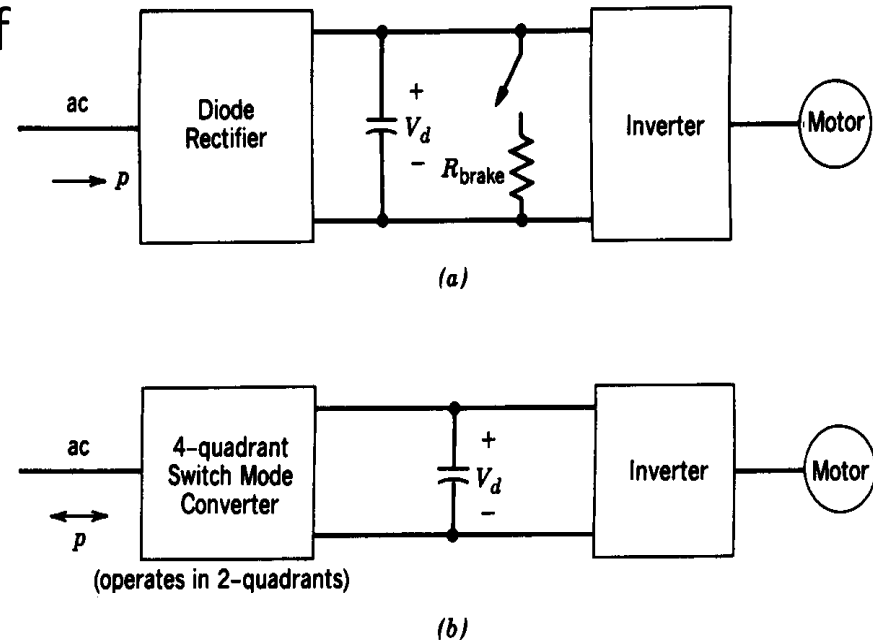 f
ac
p
Diode
Rectifier
+
V_d
−
R_brake
Inverter
Motor
(a)
ac
p
4-quadrant
Switch Mode
Converter
(operates in 2-quadrants)
+
V_d
−
Inverter
Motor
(b)